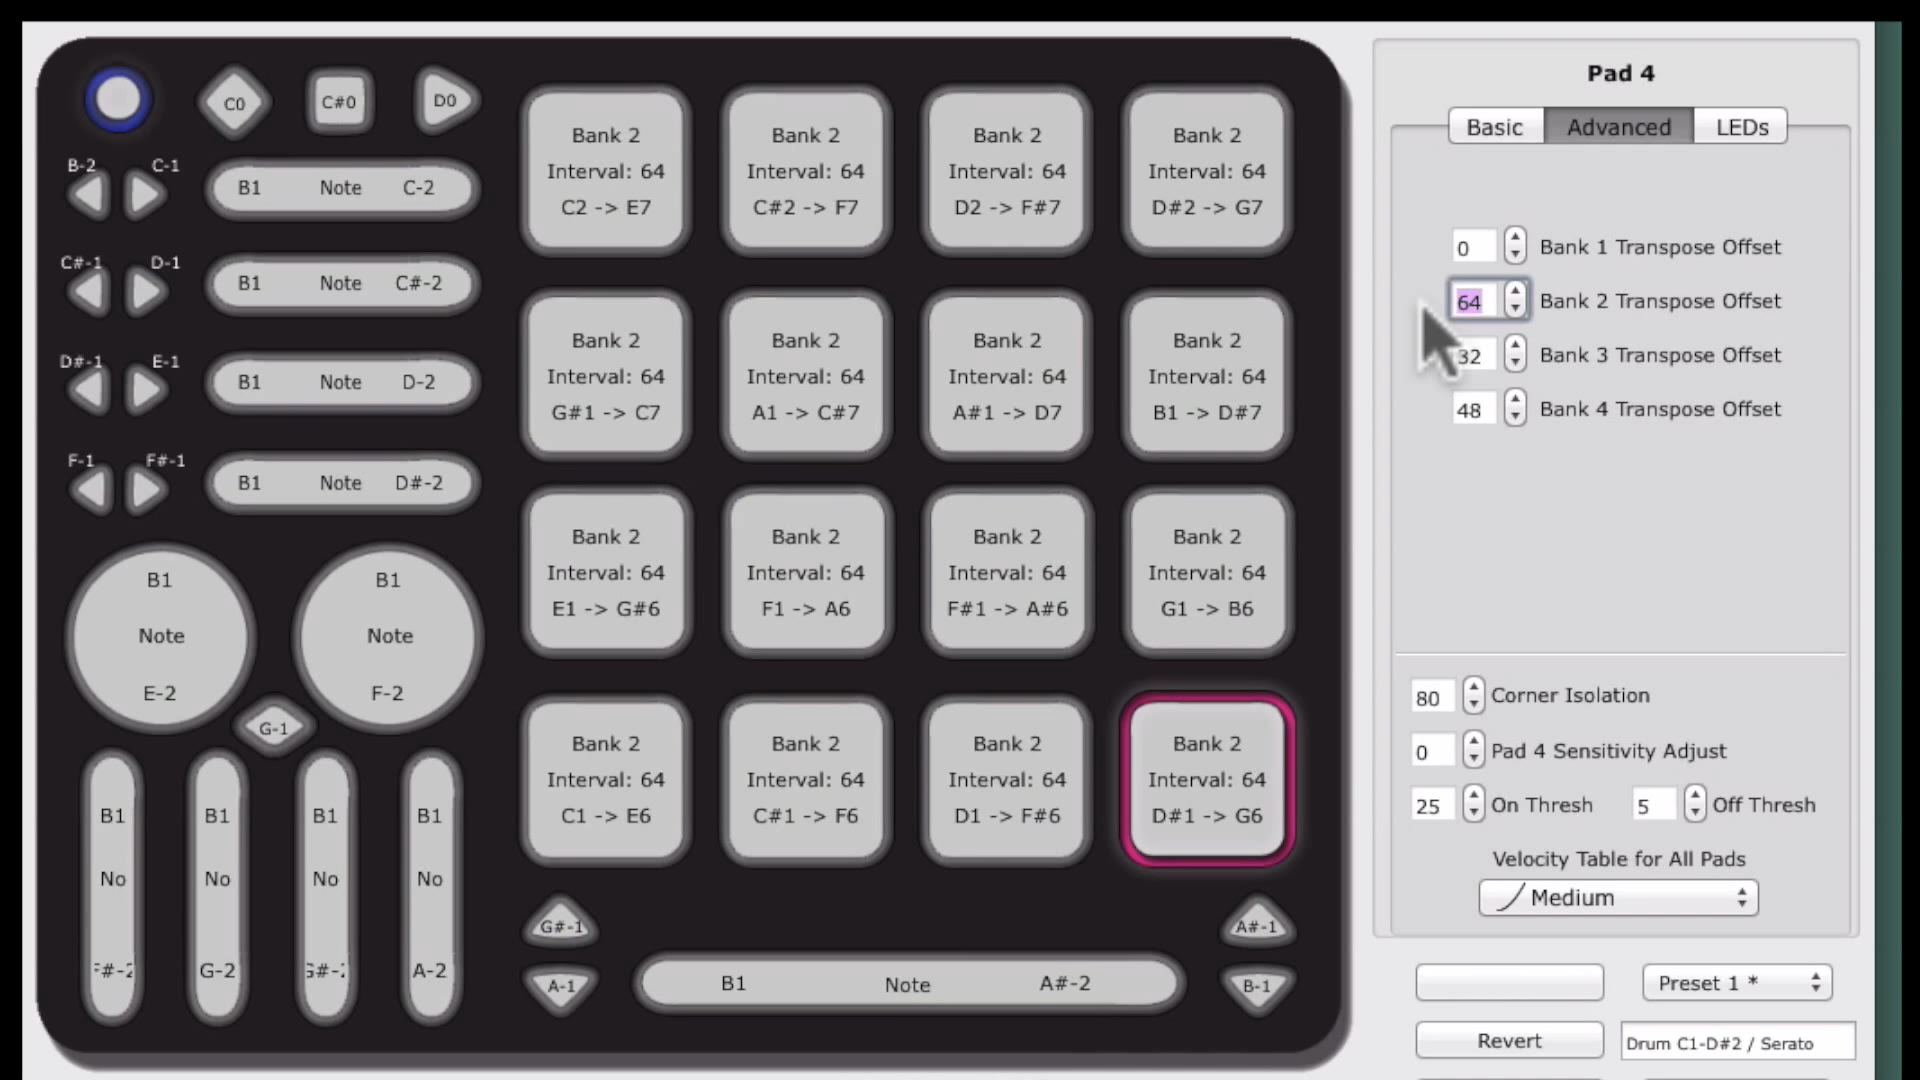 C0
C#0
D0
B-2
C-1
B1 Note C-2
C#-1
D-1
B1 Note C#-2
D#-1
E-1
B1 Note D-2
F-1
F#-1
B1 Note D#-2
B1
Note
E-2
B1
Note
F-2
G-1
B1
No
F#-2
B1
No
G-2
B1
No
G#-2
B1
No
A-2
Bank 2
Interval: 64
C2 -> E7
Bank 2
Interval: 64
C#2 -> F7
Bank 2
Interval: 64
D2 -> F#7
Bank 2
Interval: 64
D#2 -> G7
Bank 2
Interval: 64
G#1 -> C7
Bank 2
Interval: 64
A1 -> C#7
Bank 2
Interval: 64
A#1 -> D7
Bank 2
Interval: 64
B1 -> D#7
Bank 2
Interval: 64
E1 -> G#6
Bank 2
Interval: 64
F1 -> A6
Bank 2
Interval: 64
F#1 -> A#6
Bank 2
Interval: 64
G1 -> B6
Bank 2
Interval: 64
C1 -> E6
Bank 2
Interval: 64
C#1 -> F6
Bank 2
Interval: 64
D1 -> F#6
Bank 2
Interval: 64
D#1 -> G6
G#-1
A-1
B1 Note A#-2
A#-1
B-1
Pad 4
Basic Advanced LEDs
0 Bank 1 Transpose Offset
64 Bank 2 Transpose Offset
32 Bank 3 Transpose Offset
48 Bank 4 Transpose Offset
80 Corner Isolation
0 Pad 4 Sensitivity Adjust
25 On Thresh 5 Off Thresh
Velocity Table for All Pads
Medium
Preset 1 *
Revert
Drum C1-D#2 / Serato